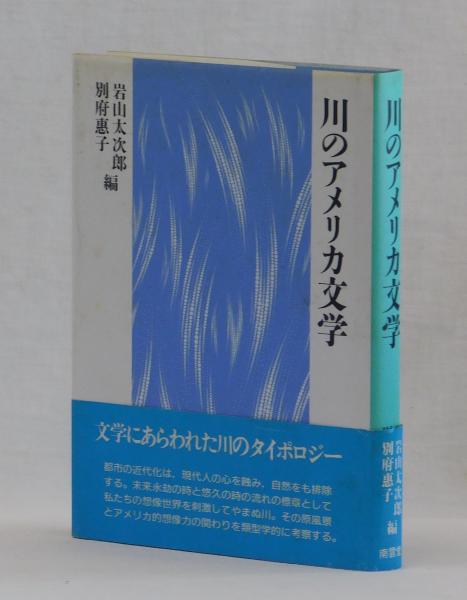 川のアメリカ文学
岩山太次郎
別府惠子 編
文学にあらわれた川のタイポロジー
都市の近代化は、現代人の心を蝕み、自然をも排除
する。未来永劫の時と悠久の時の流れの標章として
私たちの想像世界を刺激してやまぬ川。その原風景
とアメリカ的想像力の関わりを類型学的に考察する。
川のアメリカ文学
岩山太次郎
別府惠子 編
南雲堂